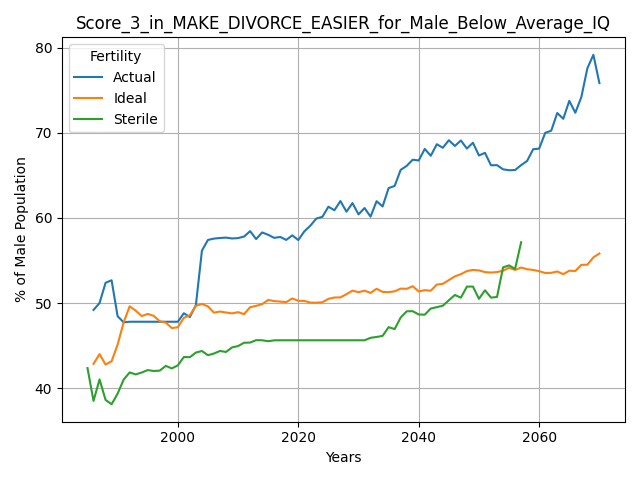 Score_3_in_MAKE_DIVORCE_EASIER_for_Male_Below_Average_IQ
Fertility
Actual
Ideal
Sterile
80
70
60
50
40
% of Male Population
2000 2020 2040 2060
Years